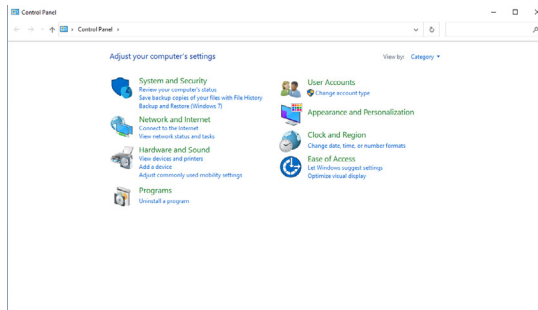 Control Panel
Control Panel
Adjust your computer's settings
View by: Category
System and Security
Review your computer's status
Save backup copies of your files with File History
Backup and Restore (Windows 7)
Network and Internet
Connect to the Internet
View network status and tasks
Hardware and Sound
View devices and printers
Add a device
Adjust commonly used mobility settings
Programs
Uninstall a program
User Accounts
Change account type
Appearance and Personalization
Clock and Region
Change date, time, or number formats
Ease of Access
Let Windows suggest settings
Optimize visual display